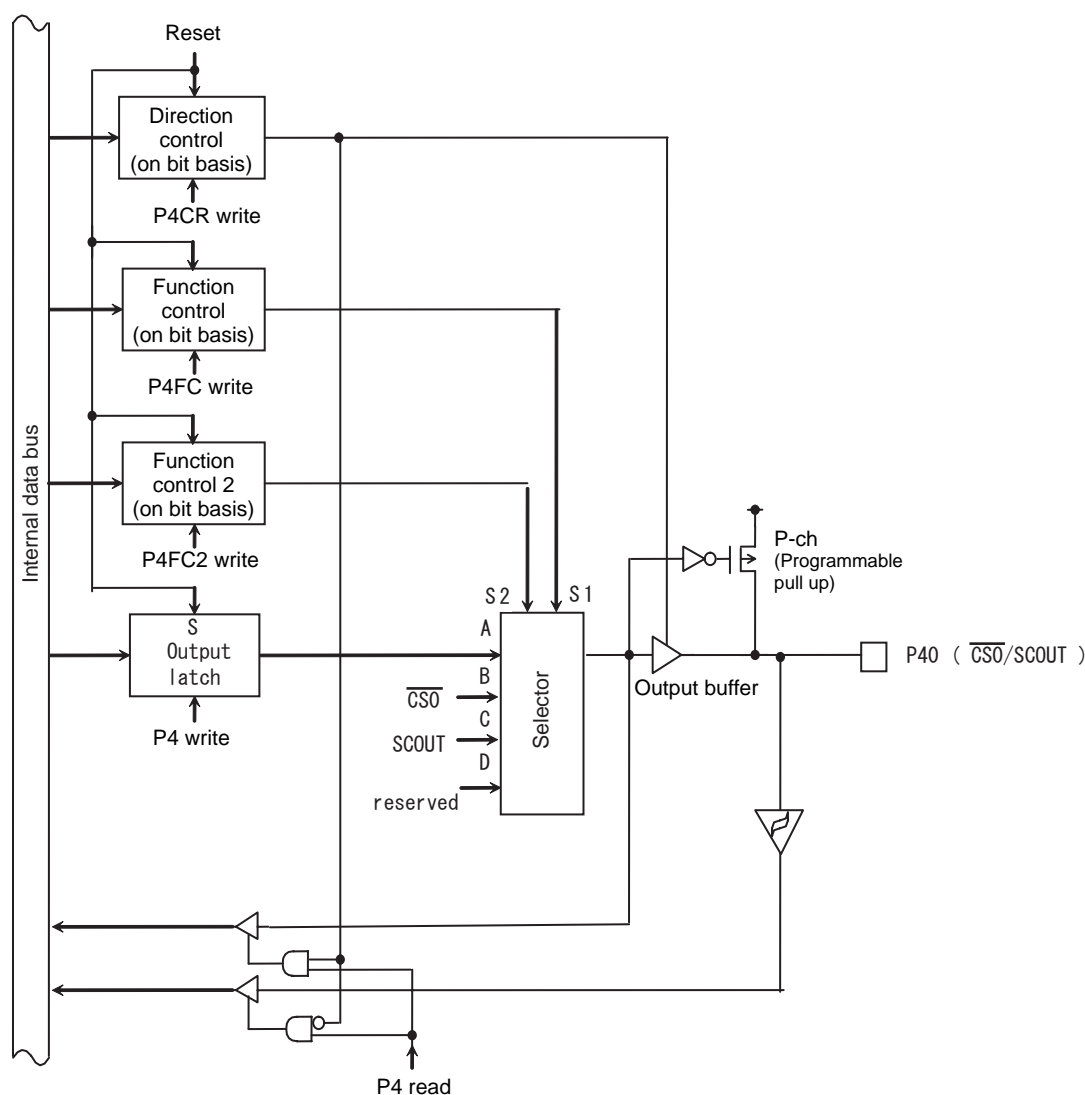 Reset
Direction
control
(on bit basis)
P4CR write
Function
control
(on bit basis)
P4FC write
Internal data bus
Function
control 2
(on bit basis)
P4FC2 write
P-ch
(Programmable
pull up)
S
Output
latch
P4 write
S2
S1
A
B
C
D
C̅S̅0̅
SCOUT
reserved
Selector
Output buffer
P40 ( C̅S̅0̅/SCOUT )
P4 read